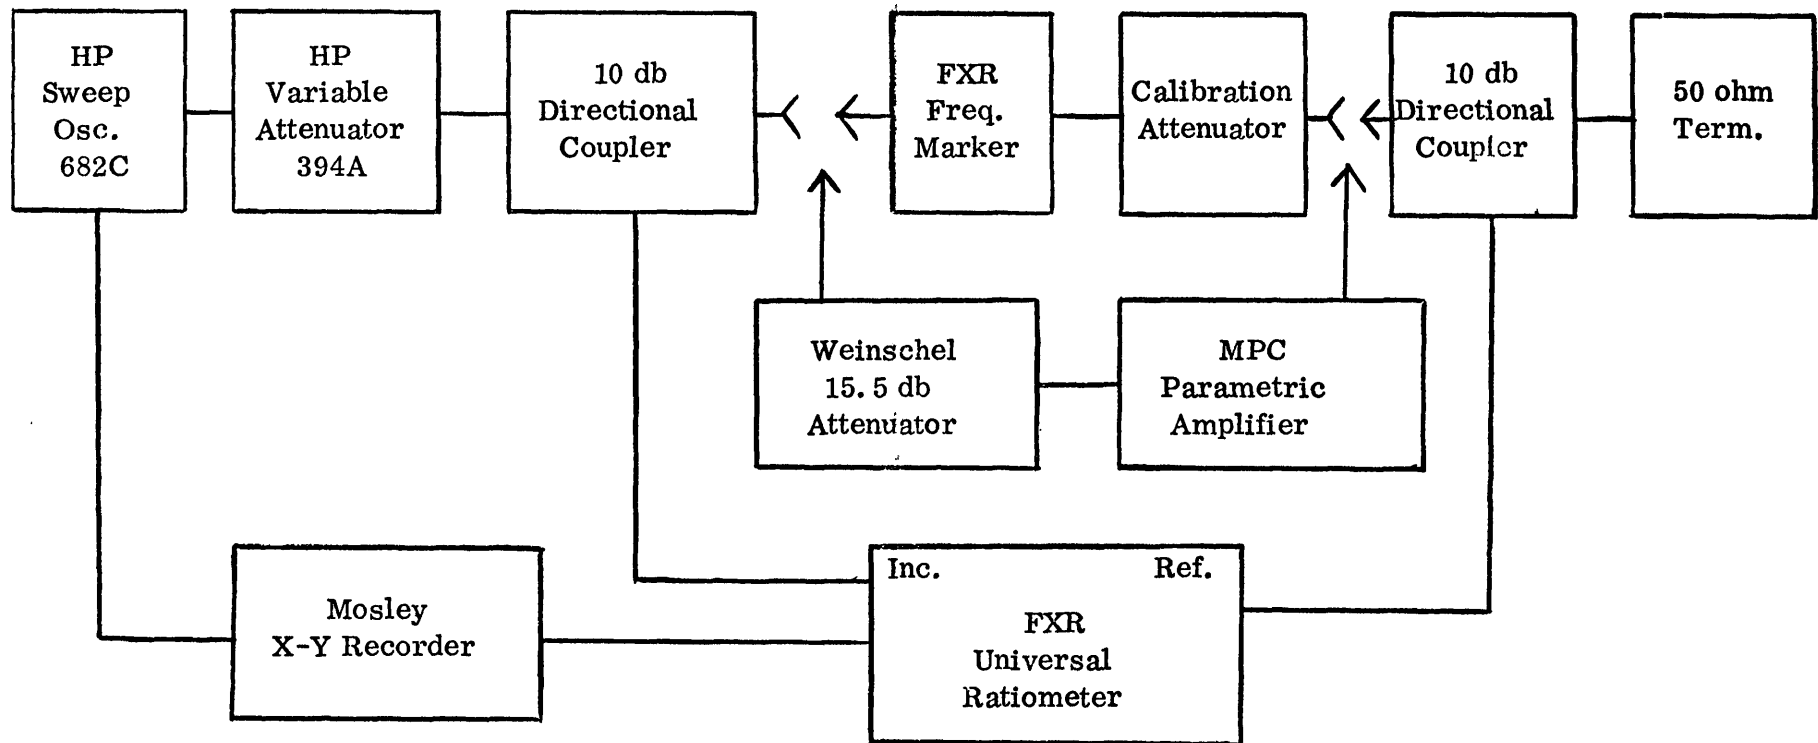 HP
Sweep
Osc.
682C
HP
Variable
Attenuator
394A
10 db
Directional
Coupler
FXR
Freq.
Marker
Calibration
Attenuator
10 db
Directional
Coupler
50 ohm
Term.
Weinschel
15.5 db
Attenuator
MPC
Parametric
Amplifier
Mosley
X-Y Recorder
Inc.
Ref.
FXR
Universal
Ratiometer